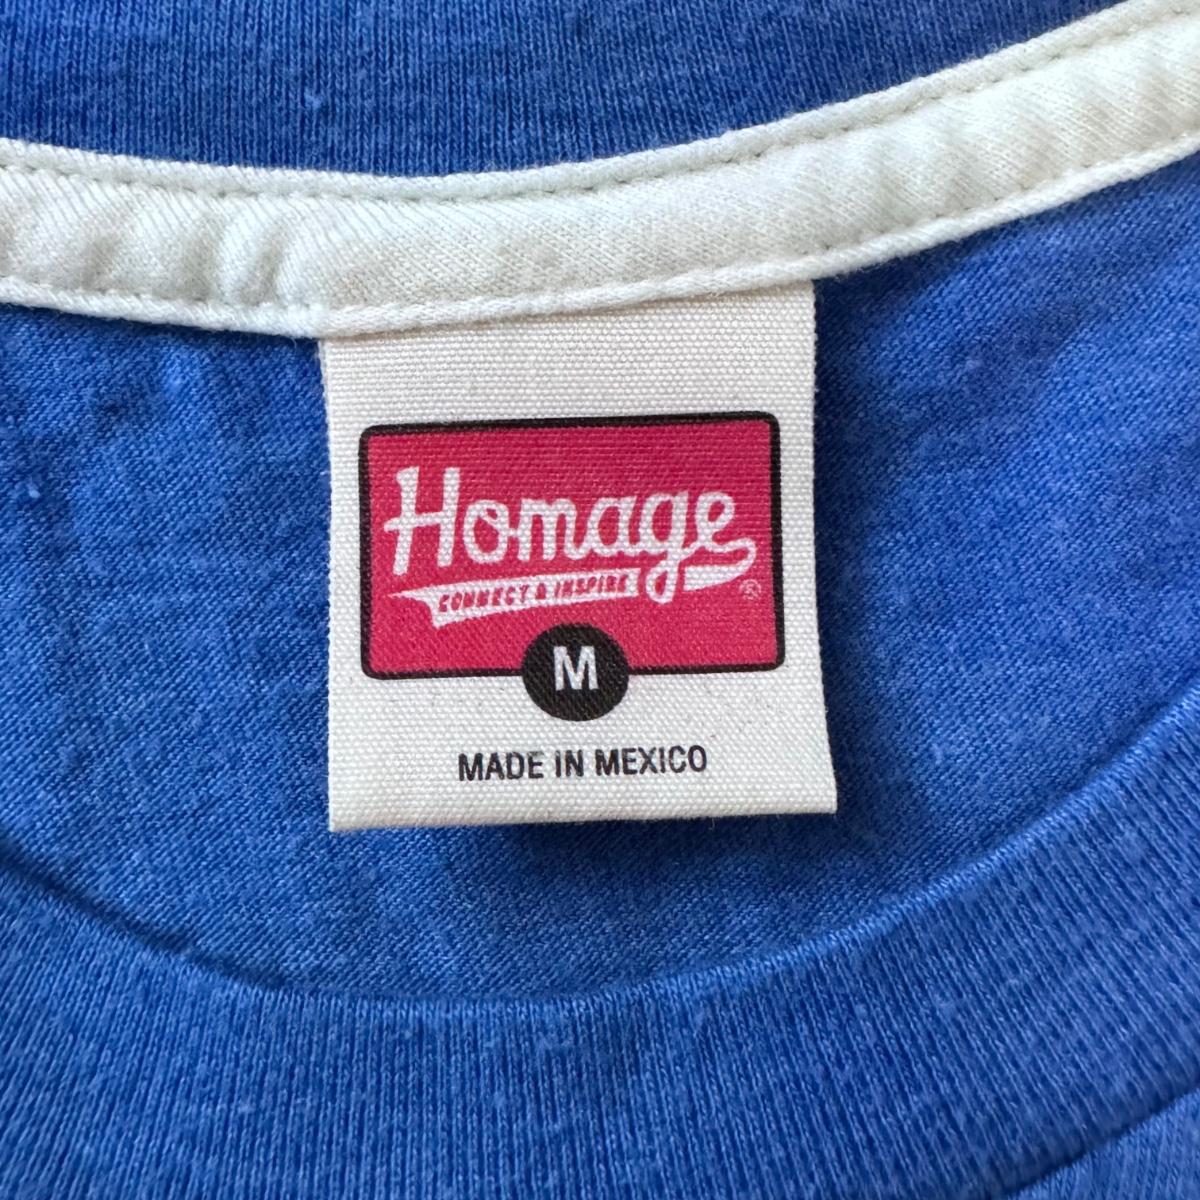 Homage
CONNECT & INSPIRE
®
M
MADE IN MEXICO